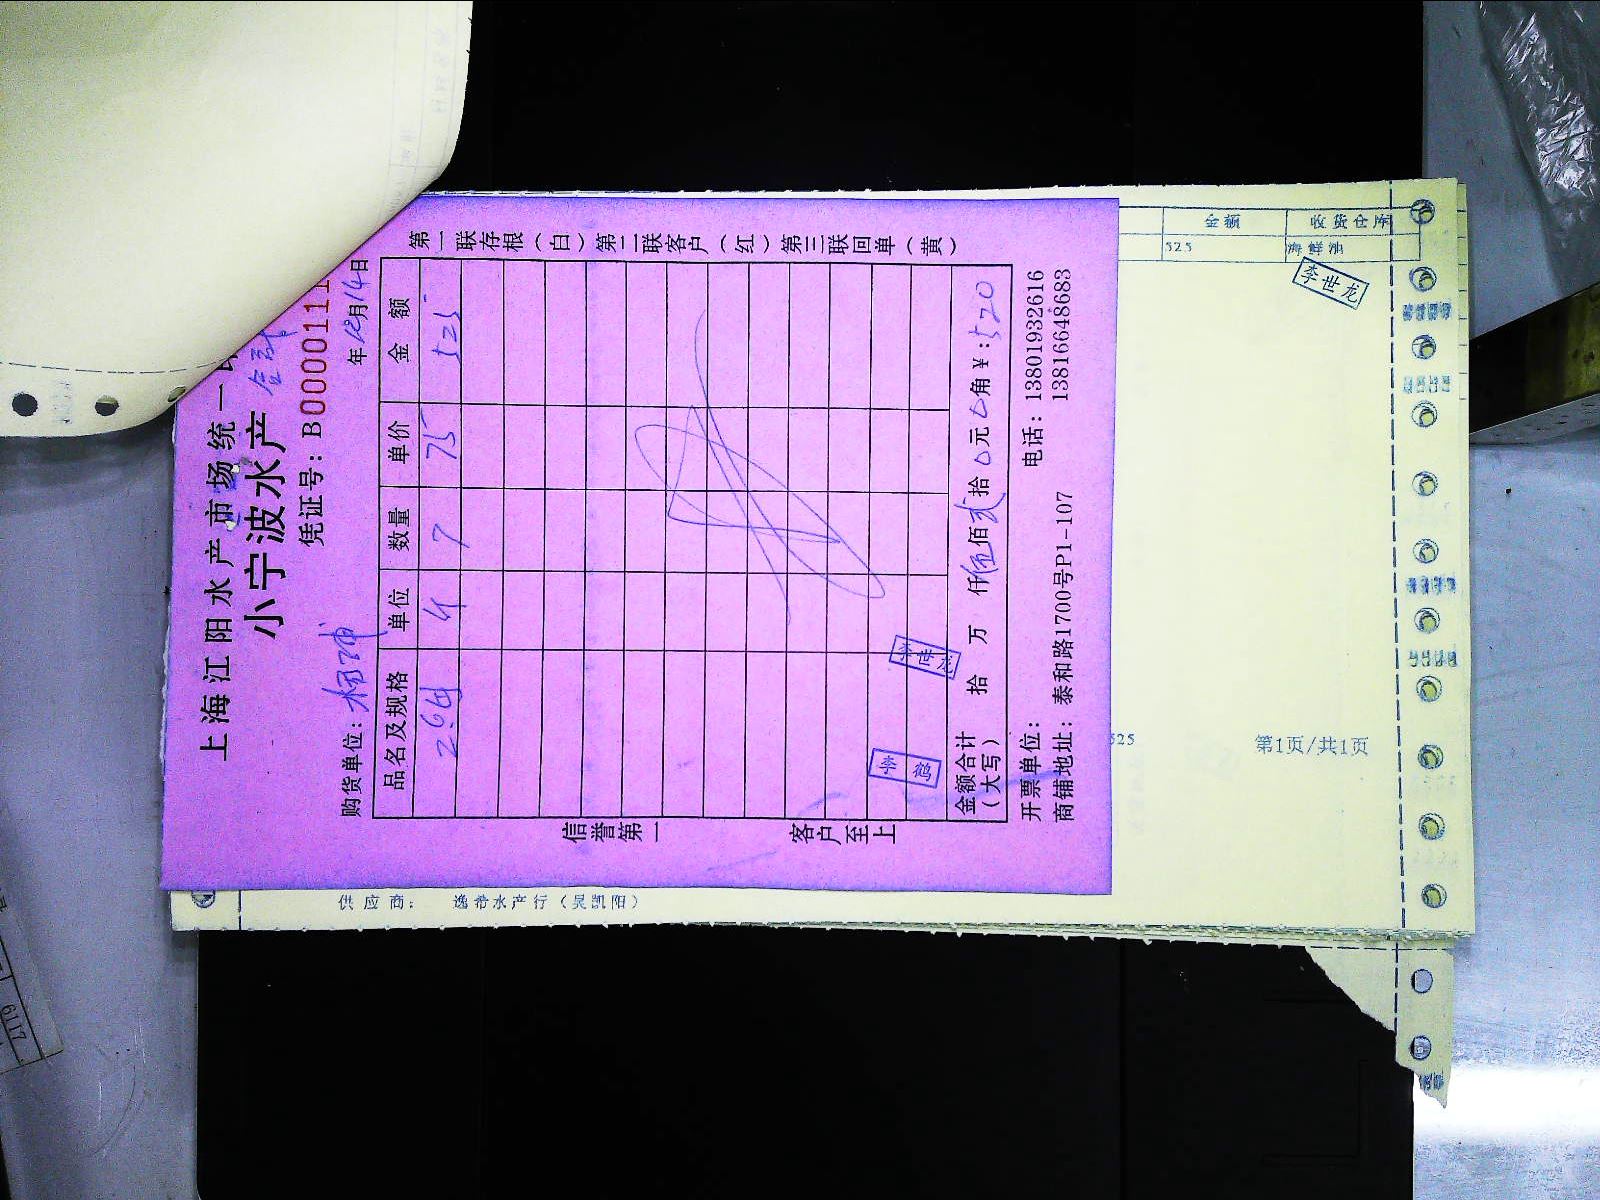 上海江阳水产市场统一
小宁波水产
凭证号：B0000111
购货单位：杨浦
年12月14日
品名及规格 单位 数量 单价 金额
斤 7 75 525
金额合计（大写） 拾 万 仟伍佰贰拾0元0角 ¥：520
开票单位：
电话：13801932616
13816648683
商铺地址：泰和路1700号P1-107
第一联存根（白）第二联客户（红）第三联回单（黄）
信誉第一
客户至上
李世龙
李鹤
金额 收货仓库
525 海鲜池
李世龙
525
第1页/共1页
供应商： 逸希水产行（吴凯阳）
6117